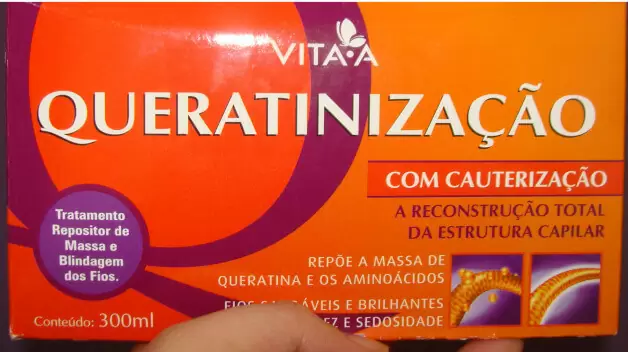 VITA A
QUERATINIZAÇÃO
COM CAUTERIZAÇÃO
A RECONSTRUÇÃO TOTAL
DA ESTRUTURA CAPILAR
Tratamento
Repositor de
Massa e
Blindagem
dos Fios.
REPÕE A MASSA DE
QUERATINA E OS AMINOÁCIDOS
FIOS E BRILHANTES
E SEDOSIDADE
Conteúdo: 300ml